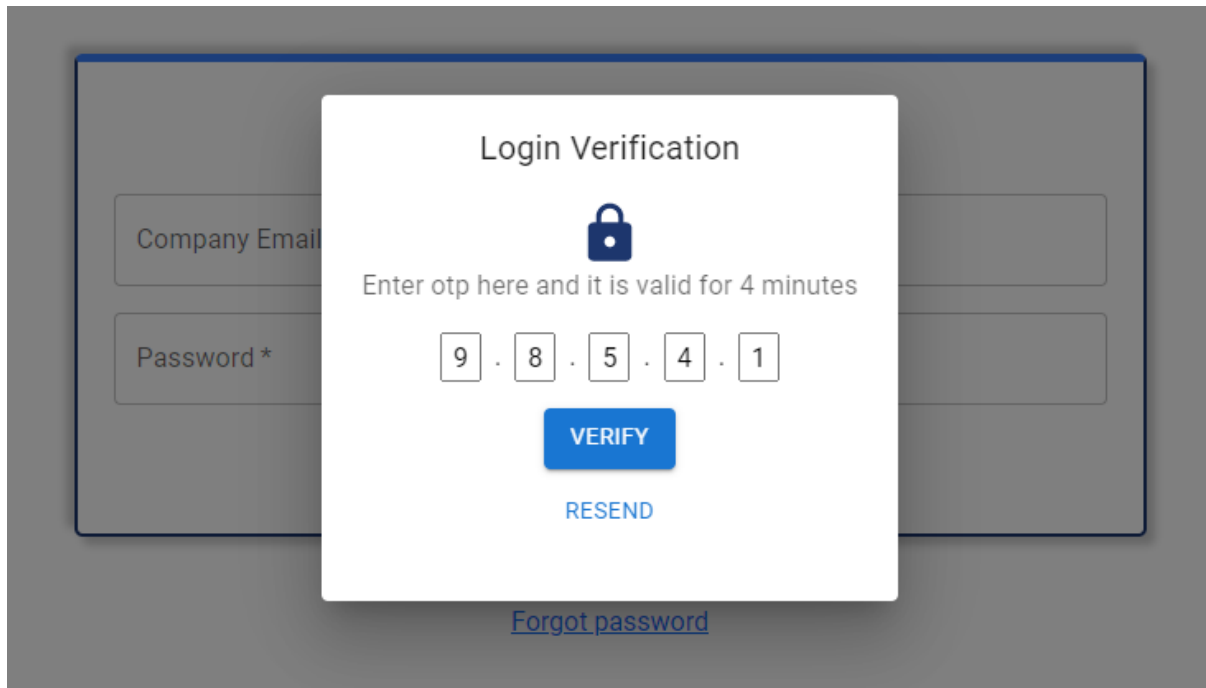 Login Verification
Company Email
Enter otp here and it is valid for 4 minutes
Password *
9 . 8 . 5 . 4 . 1
VERIFY
RESEND
Forgot password